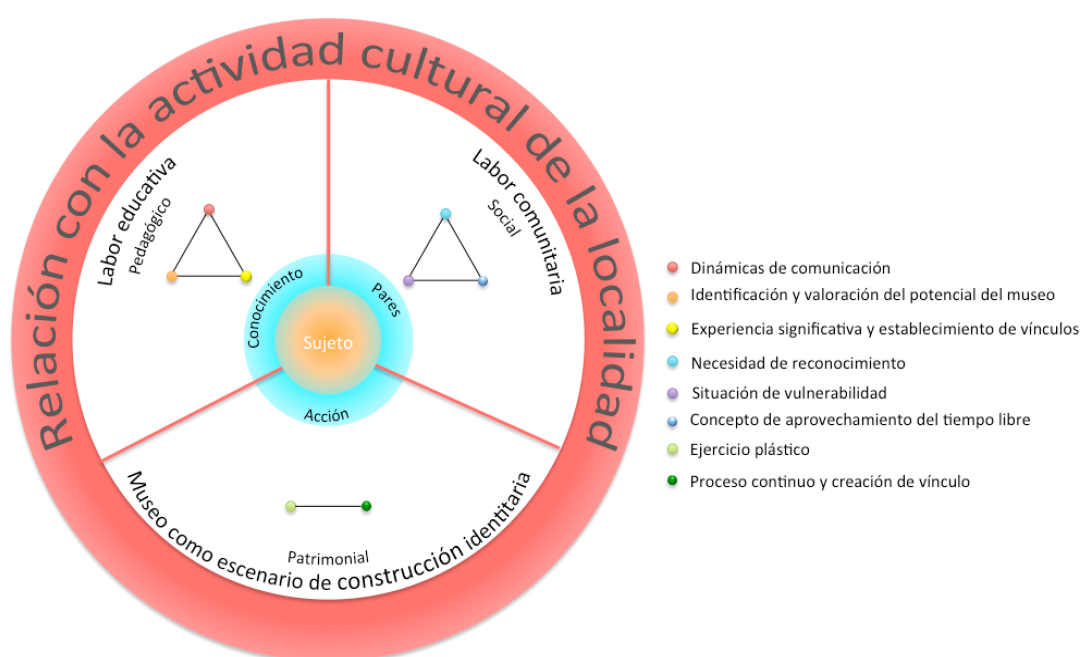 Relación con la actividad cultural de la localidad
Labor educativa
Pedagógico
Labor comunitaria
Social
Conocimiento
Pares
Sujeto
Acción
Patrimonial
Museo como escenario de construcción identitaria
Dinámicas de comunicación
Identificación y valoración del potencial del museo
Experiencia significativa y establecimiento de vínculos
Necesidad de reconocimiento
Situación de vulnerabilidad
Concepto de aprovechamiento del tiempo libre
Ejercicio plástico
Proceso continuo y creación de vínculo